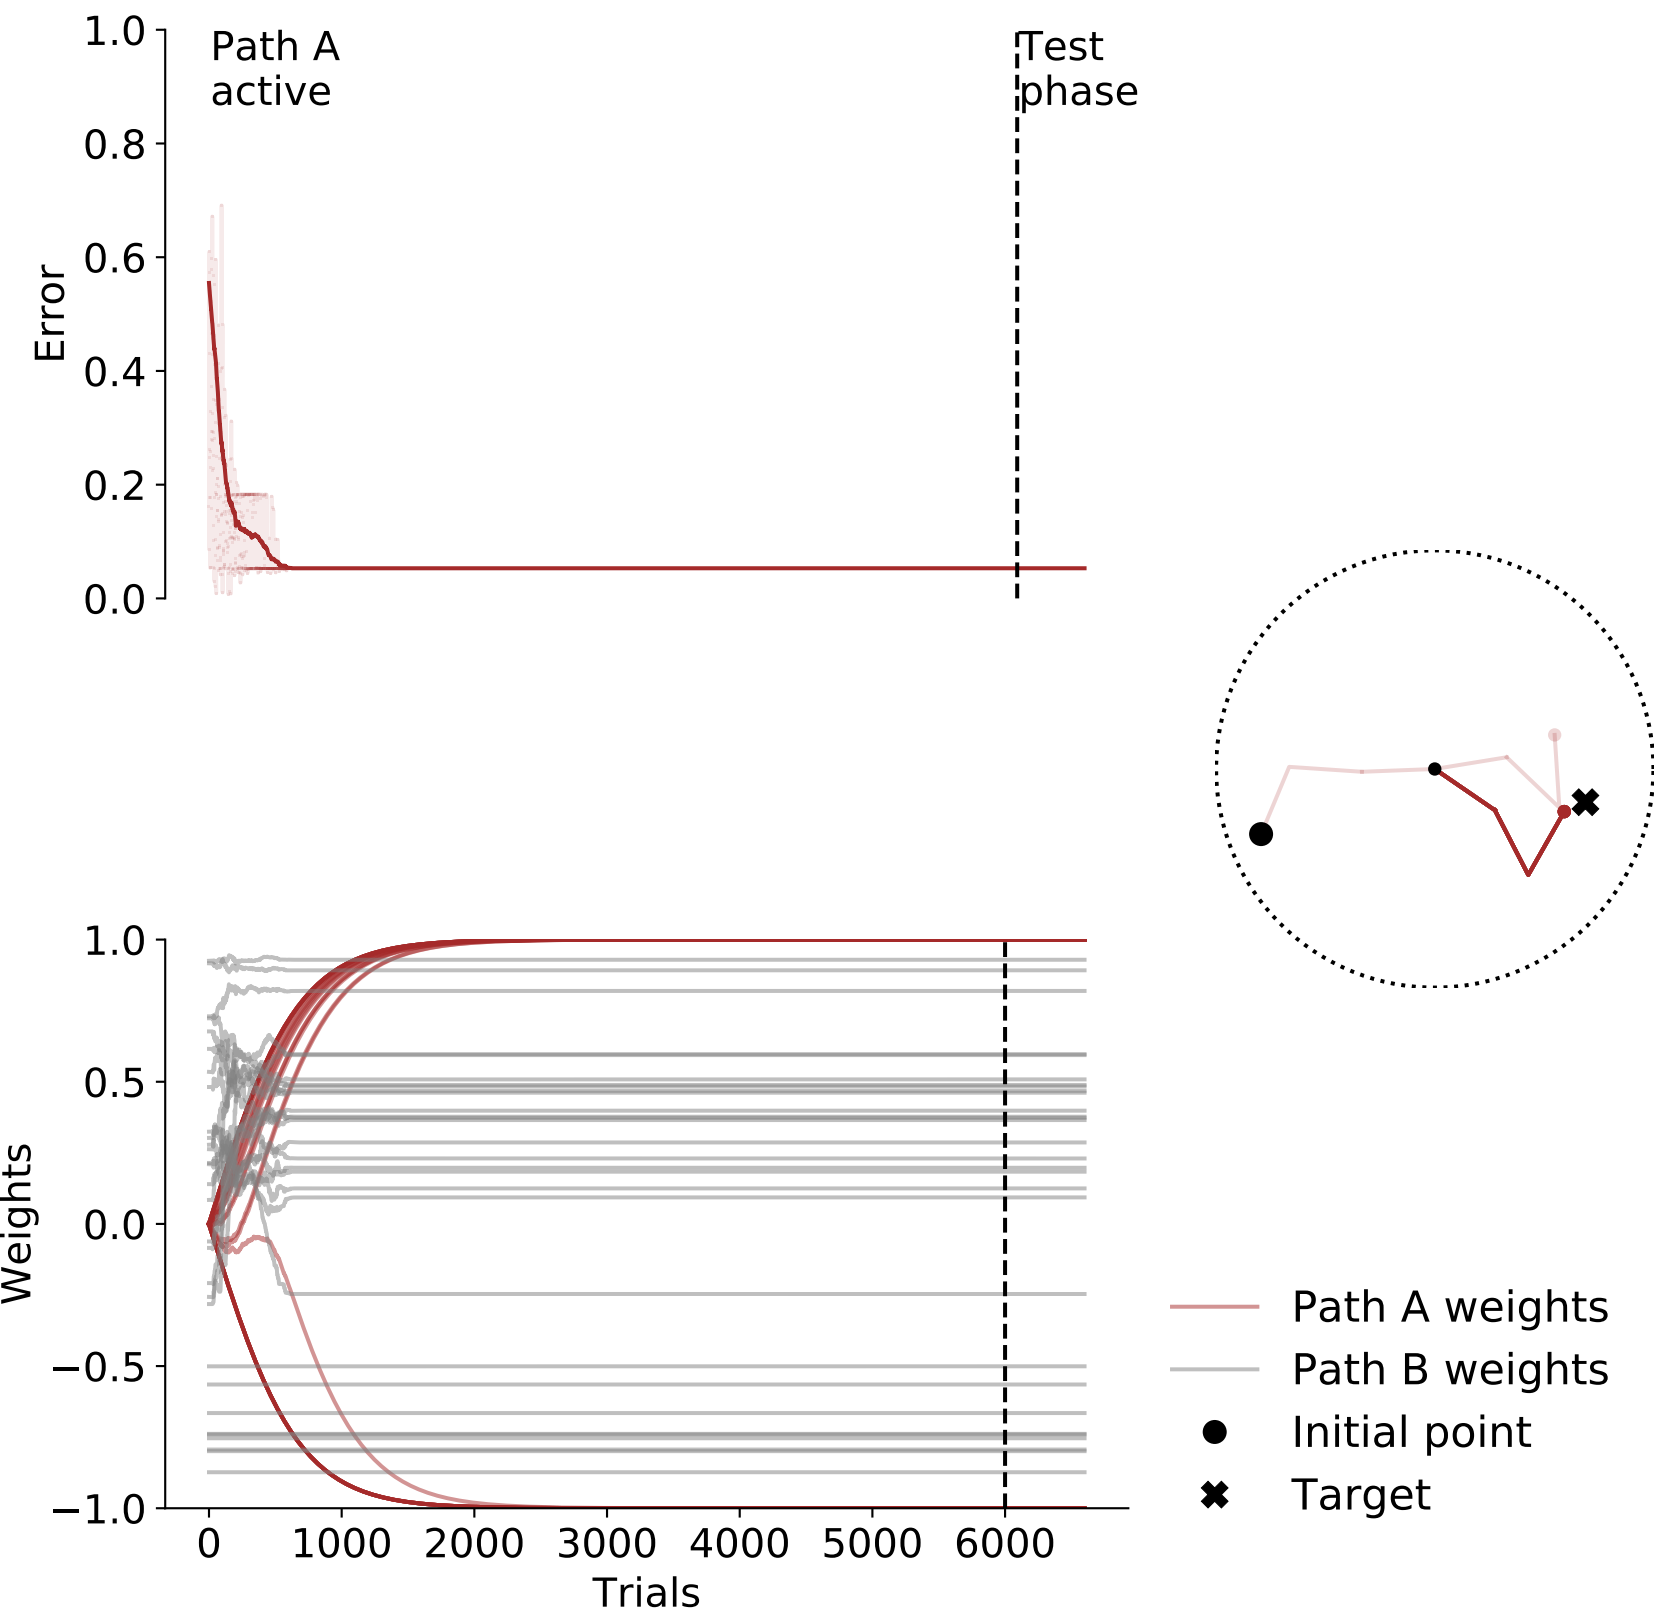 Path A
active
Test
phase
1.0
0.8
0.6
0.4
0.2
0.0
Error
1.0
0.5
0.0
−0.5
−1.0
Weights
0 1000 2000 3000 4000 5000 6000
Trials
Path A weights
Path B weights
Initial point
Target